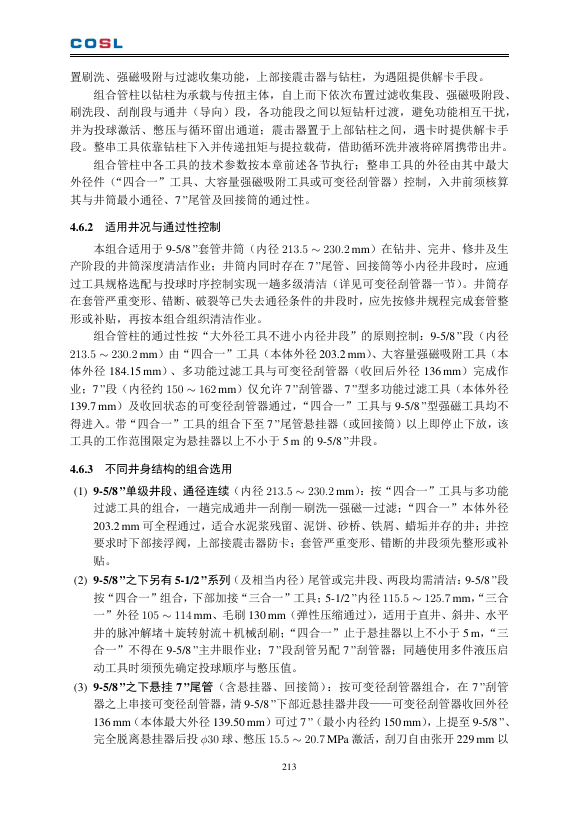 COSL
置刷洗、强磁吸附与过滤收集功能，上部接震击器与钻柱，为遇阻提供解卡手段。
组合管柱以钻柱为承载与传扭主体，自上而下依次布置过滤收集段、强磁吸附段、
刷洗段、刮削段与通井（导向）段，各功能段之间以短钻杆过渡，避免功能相互干扰，
并为投球激活、憋压与循环留出通道；震击器置于上部钻柱之间，遇卡时提供解卡手
段。整串工具依靠钻柱下入井传递扭矩与提拉载荷，借助循环洗井液将碎屑携带出井。
组合管柱中各工具的技术参数按本章前述各节执行；整串工具的外径由其中最大
外径件（“四合一”工具、大容量强磁吸附工具或可变径刮管器）控制，入井前须核算
其与井筒最小通径、7 ”尾管及回接筒的通过性。
4.6.2 适用井况与通过性控制
本组合适用于 9-5/8 ”套管井筒（内径 213.5 ～ 230.2 mm）在钻井、完井、修井及生
产阶段的井筒深度清洁作业；井筒内同时存在 7 ”尾管、回接筒等小内径井段时，应通
过工具规格选配与投球时序控制实现一趟多级清洁（详见可变径刮管器一节）。井筒存
在套管严重变形、错断、破裂等已失去通径条件的井段时，应先按修井规程完成套管整
形或补贴，再按本组合组织清洁作业。
组合管柱的通过性按“大外径工具不进小内径井段”的原则控制：9-5/8 ”段（内径
213.5 ～ 230.2 mm）由“四合一”工具（本体外径 203.2 mm）、大容量强磁吸附工具（本
体外径 184.15 mm）、多功能过滤工具与可变径刮管器（收回后外径 136 mm）完成作
业；7 ”段（内径约 150 ～ 162 mm）仅允许 7 ”刮管器、7 ”型多功能过滤工具（本体外径
139.7 mm）及收回状态的可变径刮管器通过，“四合一”工具与 9-5/8 ”型强磁工具均不
得进入。带“四合一”工具的组合下至 7 ”尾管悬挂器（或回接筒）以上即停止下放，该
工具的工作范围限定为悬挂器以上不小于 5 m 的 9-5/8 ”井段。
4.6.3 不同井身结构的组合选用
(1) 9-5/8 ”单级井段、通径连续（内径 213.5 ～ 230.2 mm）：按“四合一”工具与多功能
过滤工具的组合，一趟完成通井—刮削—刷洗—强磁—过滤；“四合一”本体外径
203.2 mm 可全程通过，适合水泥浆残留、泥饼、砂桥、铁屑、蜡垢并存的井；井控
要求时下部接浮阀，上部接震击器防卡；套管严重变形、错断的井段须先整形或补
贴。
(2) 9-5/8 ”之下另有 5-1/2 ”系列（及相当内径）尾管或完井段、两段均需清洁：9-5/8 ”段
按“四合一”组合，下部加接“三合一”工具；5-1/2 ”内径 115.5 ～ 125.7 mm，“三合
一”外径 105 ～ 114 mm、毛刷 130 mm（弹性压缩通过），适用于直井、斜井、水平
井的脉冲解堵＋旋转射流＋机械刮刷；“四合一”止于悬挂器以上不小于 5 m，“三
合一”不得在 9-5/8 ”主井眼作业；7 ”段刮管另配 7 ”刮管器；同趟使用多件液压启
动工具时须预先确定投球顺序与憋压值。
(3) 9-5/8 ”之下悬挂 7 ”尾管（含悬挂器、回接筒）：按可变径刮管器组合，在 7 ”刮管
器之上串接可变径刮管器，清 9-5/8 ”下部近悬挂器井段——可变径刮管器收回外径
136 mm（本体最大外径 139.50 mm）可过 7 ”（最小内径约 150 mm），上提至 9-5/8 ”、
完全脱离悬挂器后投 ϕ30 球、憋压 15.5 ～ 20.7 MPa 激活，刮刀自由张开 229 mm 以
213